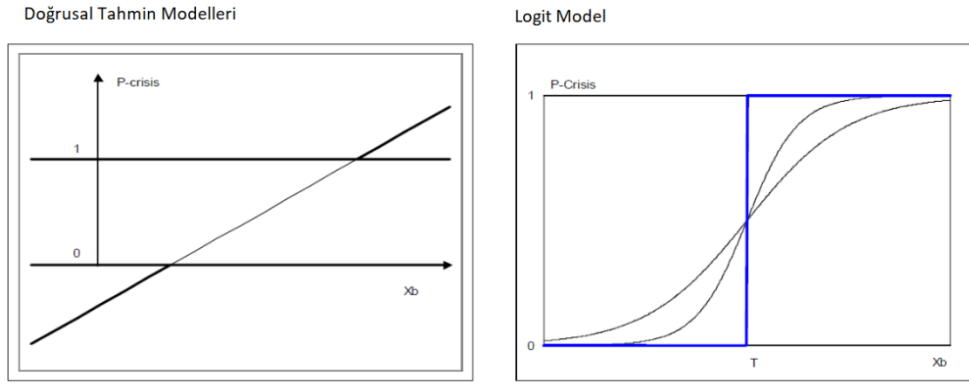 Doğrusal Tahmin Modelleri
P-crisis
1
0
Xb
Logit Model
P-Crisis
1
0
T
Xb